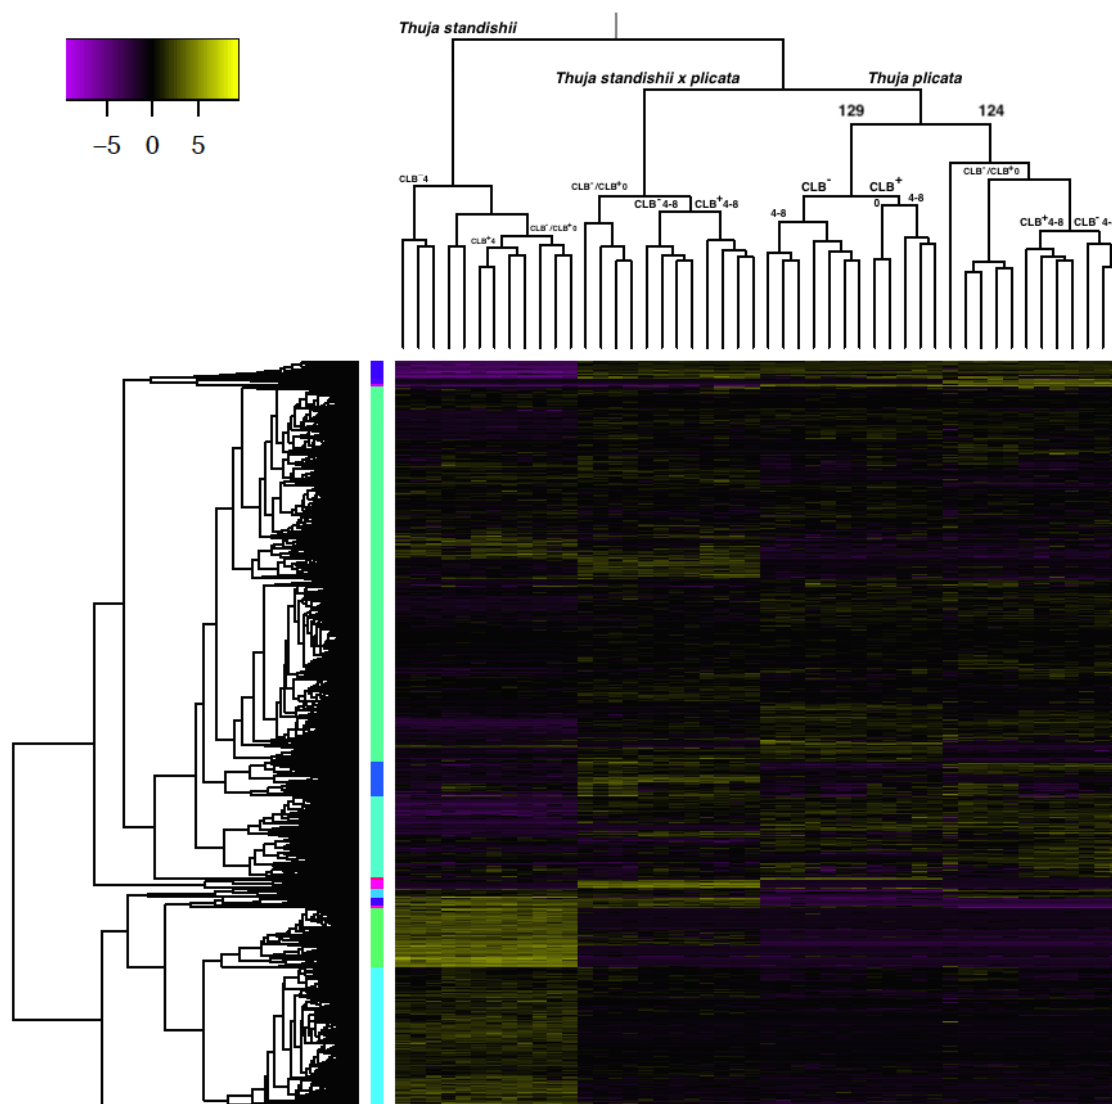 Thuja standishii
Thuja standishii x plicata
Thuja plicata
−5 0 5
129
124
CLB⁻4
CLB⁻/CLB⁺0
CLB⁻
CLB⁺
CLB⁻/CLB⁺0
0
4-8
CLB⁻4-8
CLB⁺4-8
4-8
CLB⁺4
CLB⁻/CLB⁺0
CLB⁺4-8
CLB⁻4-